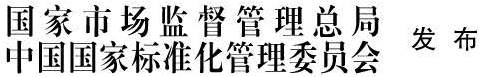 国家市场监督管理总局
中国国家标准化管理委员会
发布